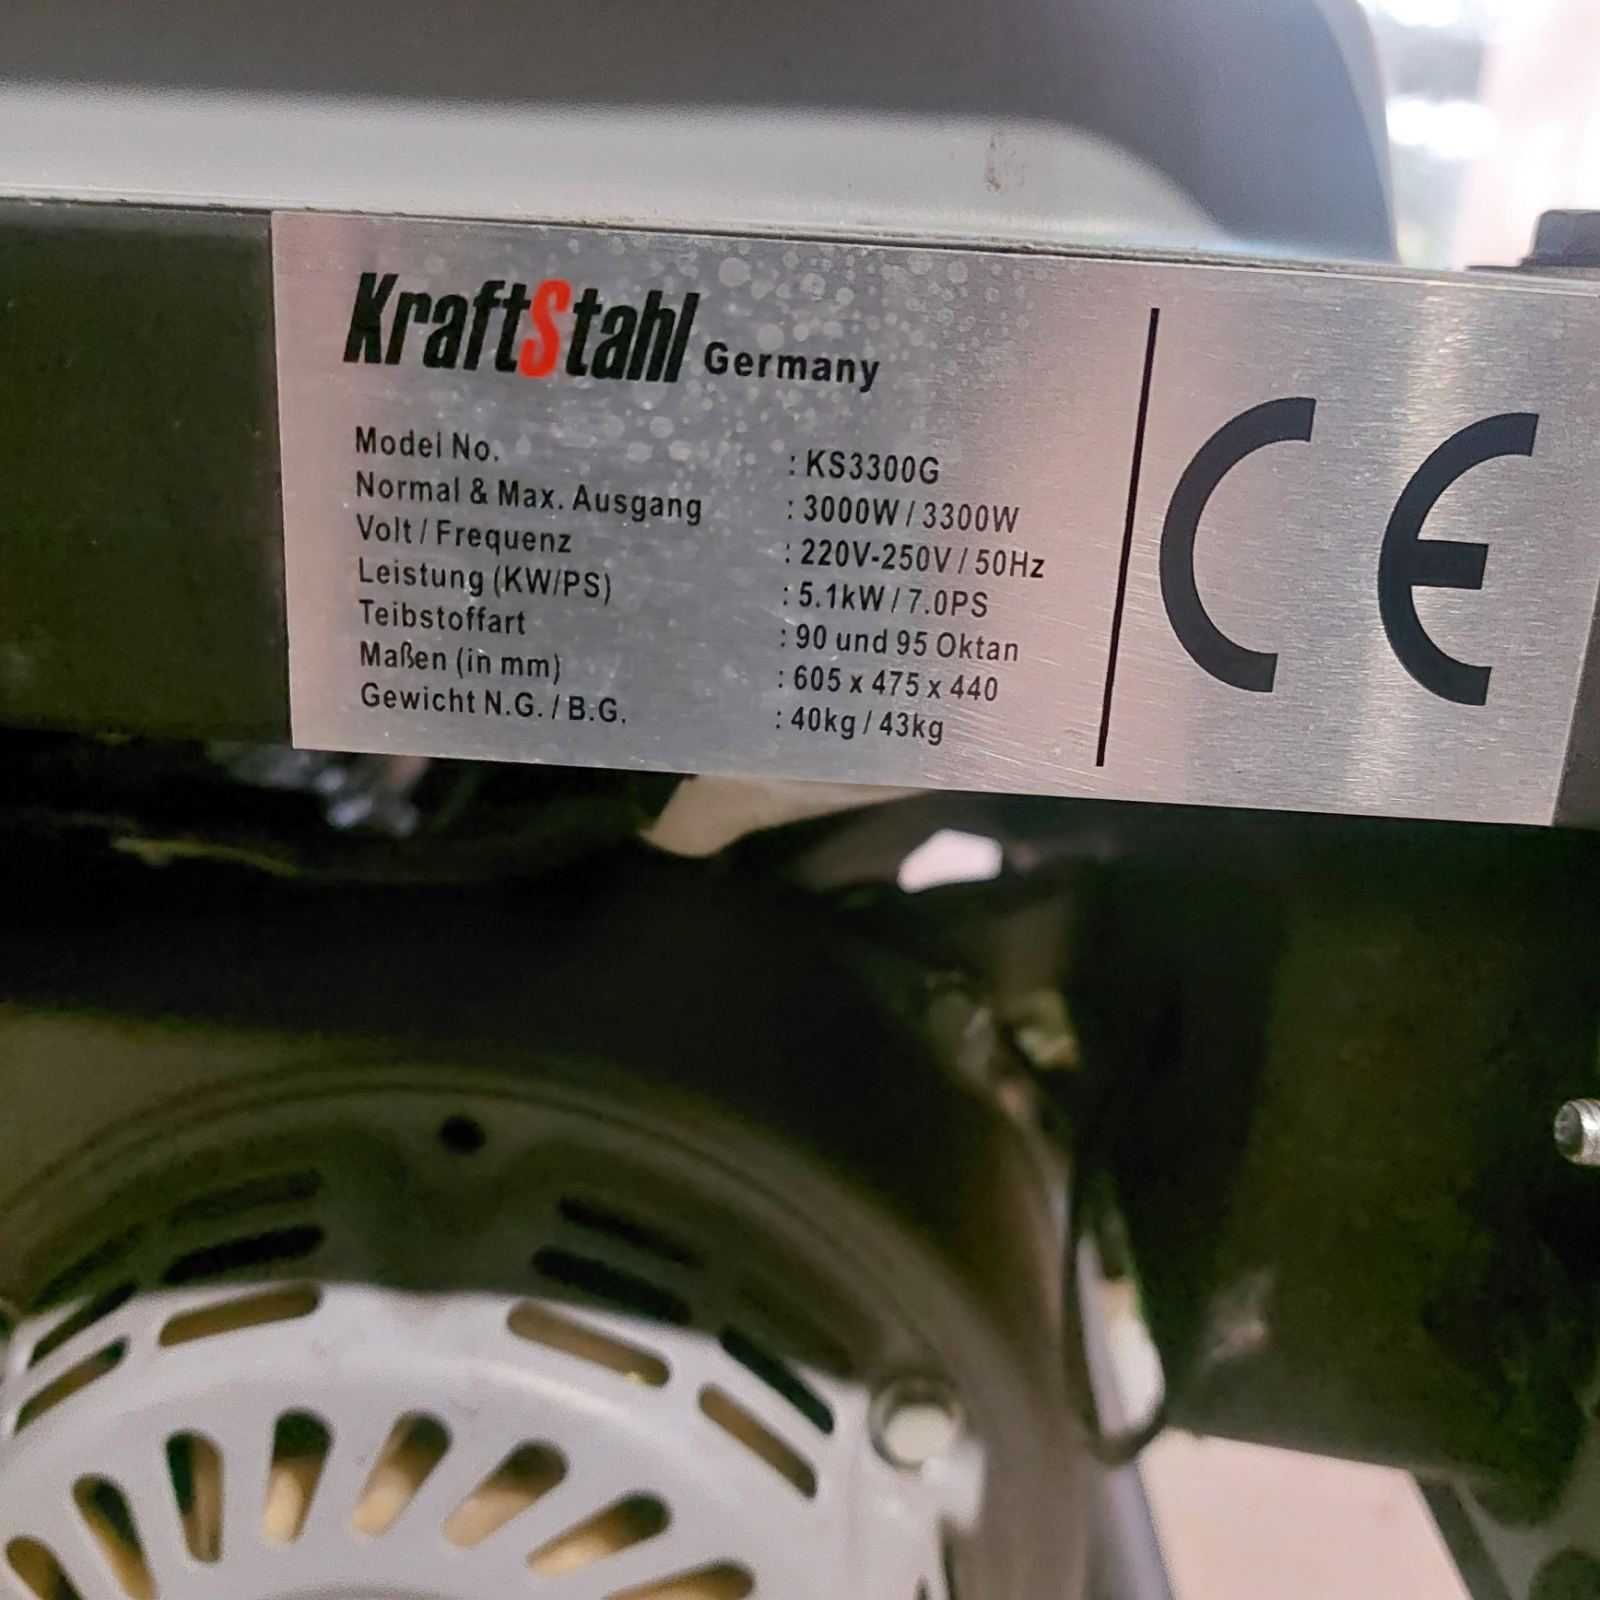 KraftStahl Germany
Model No. : KS3300G
Normal & Max. Ausgang : 3000W / 3300W
Volt / Frequenz : 220V-250V / 50Hz
Leistung (KW/PS) : 5.1kW / 7.0PS
Teibstoffart : 90 und 95 Oktan
Maßen (in mm) : 605 x 475 x 440
Gewicht N.G. / B.G. : 40kg / 43kg
CE